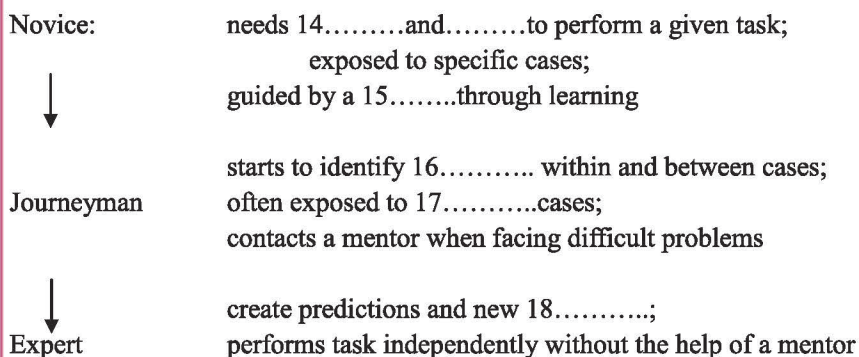 Novice: needs 14………and………to perform a given task;
exposed to specific cases;
guided by a 15……..through learning
starts to identify 16……….. within and between cases;
Journeyman often exposed to 17………..cases;
contacts a mentor when facing difficult problems
create predictions and new 18………..;
Expert performs task independently without the help of a mentor